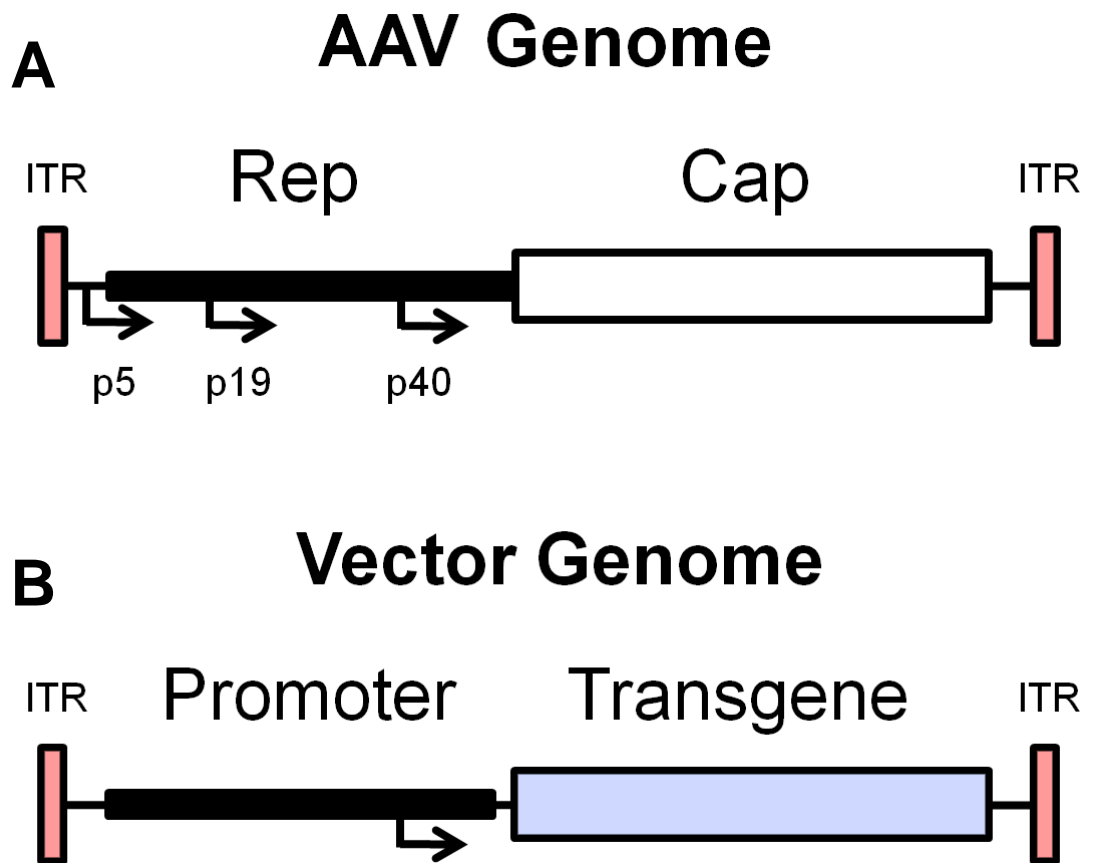 A
AAV Genome
ITR Rep Cap ITR
p5 p19 p40
B
Vector Genome
ITR Promoter Transgene ITR